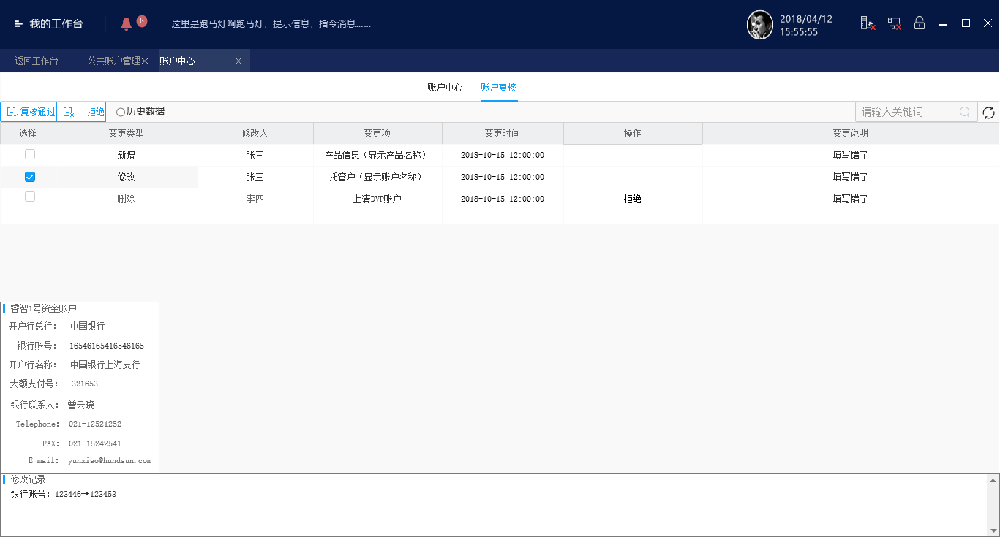 我的工作台 8 这里是跑马灯啊跑马灯，提示信息，指令消息…… 2018/04/12
15:55:55
返回工作台 公共账户管理 账户中心
账户中心 账户复核
复核通过 拒绝 历史数据 请输入关键词
选择 变更类型 修改人 变更项 变更时间 操作 变更说明
新增 张三 产品信息（显示产品名称） 2018-10-15 12:00:00 填写错了
修改 张三 托管户（显示账户名称） 2018-10-15 12:00:00 填写错了
删除 李四 上清DVP账户 2018-10-15 12:00:00 拒绝 填写错了
睿智1号资金账户
开户行总行： 中国银行
银行账号： 16546165416546165
开户行名称： 中国银行上海支行
大额支付号： 321653
银行联系人： 曾云晓
Telephone: 021-12521252
FAX: 021-15242541
E-mail: yunxiao@hundsun.com
修改记录
银行账号：123446→123453